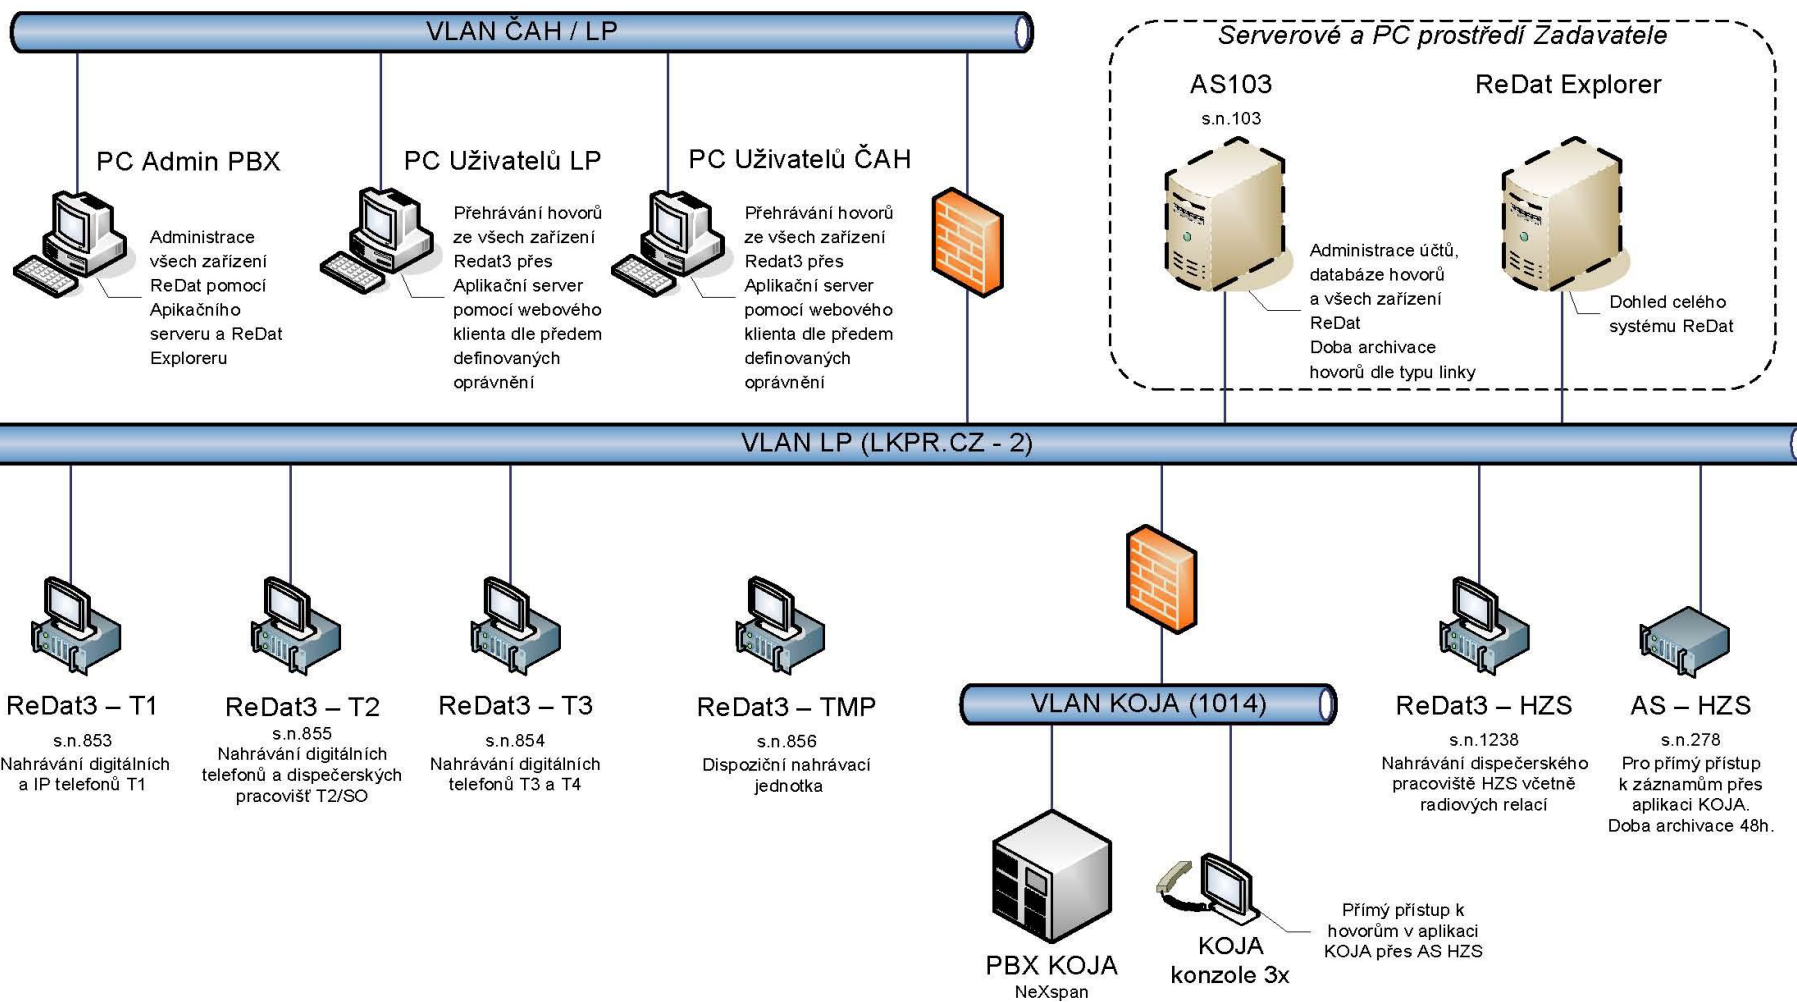 VLAN ČAH / LP
Serverové a PC prostředí Zadavatele
AS103
s.n.103
ReDat Explorer
PC Admin PBX
Administrace
všech zařízení
ReDat pomocí
Apikačního
serveru a ReDat
Exploreru
PC Uživatelů LP
Přehrávání hovorů
ze všech zařízení
Redat3 přes
Aplikační server
pomocí webového
klienta dle předem
definovaných
oprávnění
PC Uživatelů ČAH
Přehrávání hovorů
ze všech zařízení
Redat3 přes
Aplikační server
pomocí webového
klienta dle předem
definovaných
oprávnění
Administrace účtů,
databáze hovorů
a všech zařízení
ReDat
Doba archivace
hovorů dle typu linky
Dohled celého
systému ReDat
VLAN LP (LKPR.CZ - 2)
ReDat3 – T1
s.n.853
Nahrávání digitálních
a IP telefonů T1
ReDat3 – T2
s.n.855
Nahrávání digitálních
telefonů a dispečerských
pracovišť T2/SO
ReDat3 – T3
s.n.854
Nahrávání digitálních
telefonů T3 a T4
ReDat3 – TMP
s.n.856
Dispoziční nahrávací
jednotka
VLAN KOJA (1014)
ReDat3 – HZS
s.n.1238
Nahrávání dispečerského
pracoviště HZS včetně
radiových relací
AS – HZS
s.n.278
Pro přímý přístup
k záznamům přes
aplikaci KOJA.
Doba archivace 48h.
PBX KOJA
NeXspan
KOJA
konzole 3x
Přímý přístup k
hovorům v aplikaci
KOJA přes AS HZS